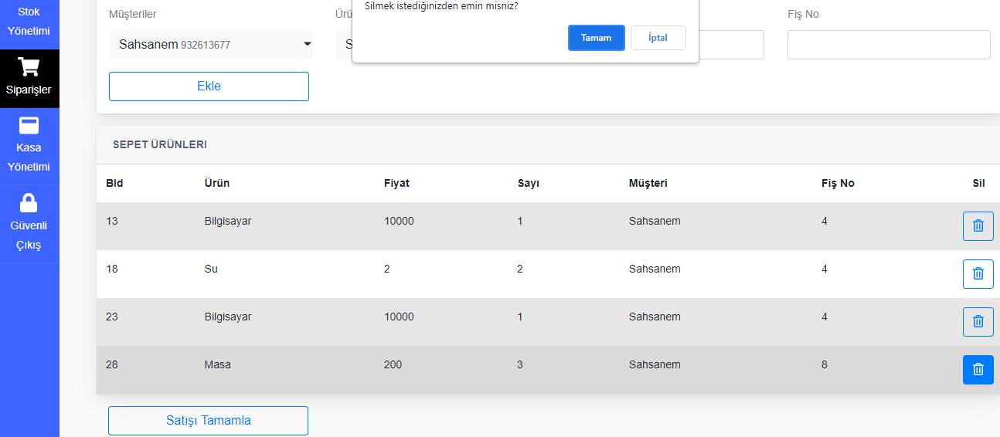 Stok
Yönetimi
Siparişler
Kasa
Yönetimi
Güvenli
Çıkış
Silmek istediğinizden emin misniz?
Tamam
İptal
Müşteriler
Fiş No
Sahsanem 932613677
Ekle
SEPET ÜRÜNLERI
BId Ürün Fiyat Sayı Müşteri Fiş No Sil
13 Bilgisayar 10000 1 Sahsanem 4
18 Su 2 2 Sahsanem 4
23 Bilgisayar 10000 1 Sahsanem 4
28 Masa 200 3 Sahsanem 8
Satışı Tamamla